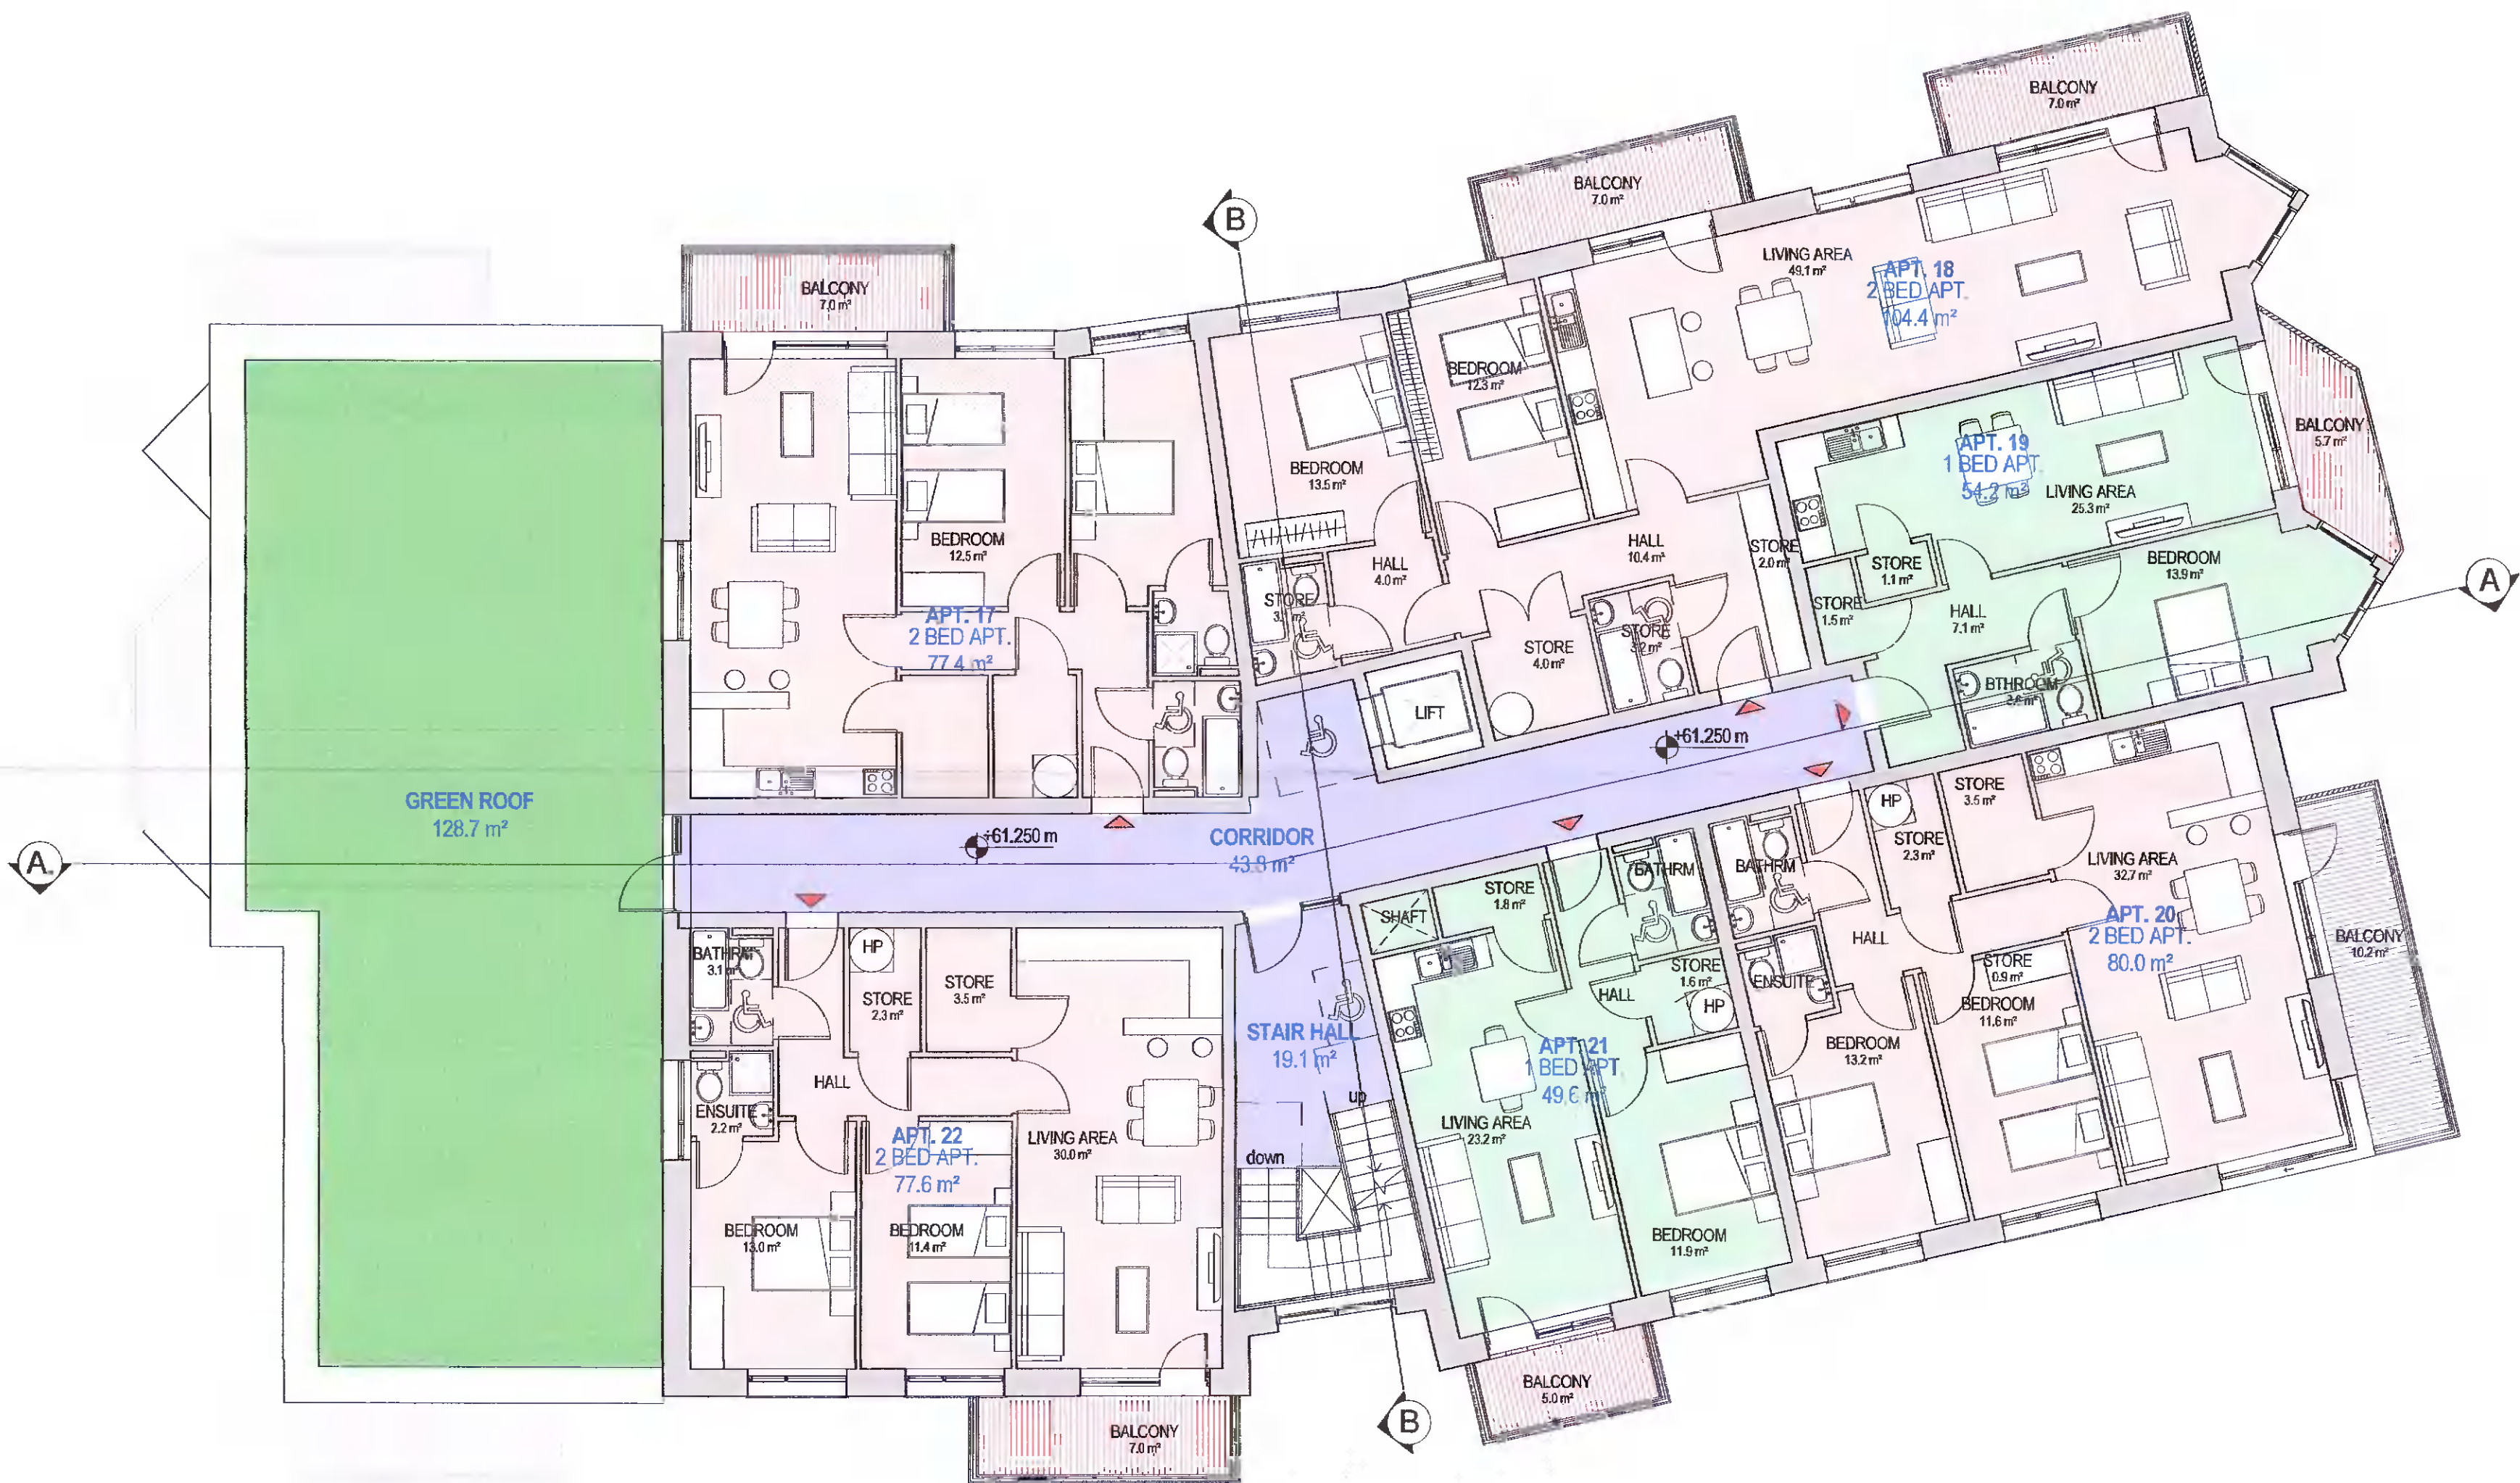 BALCONY
7.0 m²
BALCONY
7.0 m²
B
BALCONY
7.0 m²
LIVING AREA
49.1 m²
APT. 18
2 BED APT.
104.4 m²
BEDROOM
12.3 m²
BEDROOM
13.5 m²
HALL
4.0 m²
HALL
10.4 m²
STORE
2.0 m²
STORE
STORE
4.0 m²
STORE
3.2 m²
LIFT
BALCONY
5.7 m²
APT. 19
1 BED APT.
54.2 m²
LIVING AREA
25.3 m²
STORE
1.1 m²
STORE
1.5 m²
HALL
7.1 m²
BEDROOM
13.9 m²
BTHROOM
A
BEDROOM
12.5 m²
APT. 17
2 BED APT.
77.4 m²
GREEN ROOF
128.7 m²
A
+61.250 m
+61.250 m
CORRIDOR
43.8 m²
STAIR HALL
19.1 m²
up
down
HP
STORE
2.3 m²
STORE
3.5 m²
LIVING AREA
32.7 m²
APT. 20
2 BED APT.
80.0 m²
BALCONY
10.2 m²
BATHRM
HALL
ENSUITE
STORE
0.9 m²
BEDROOM
11.6 m²
BEDROOM
13.2 m²
SHAFT
STORE
1.8 m²
BATHRM
STORE
1.6 m²
HP
HALL
APT. 21
1 BED APT.
49.6 m²
LIVING AREA
23.2 m²
BEDROOM
11.9 m²
BALCONY
5.0 m²
BATHRM
3.1 m²
HP
STORE
2.3 m²
STORE
3.5 m²
HALL
ENSUITE
2.2 m²
APT. 22
2 BED APT.
77.6 m²
LIVING AREA
30.0 m²
BEDROOM
13.0 m²
BEDROOM
11.4 m²
BALCONY
7.0 m²
B